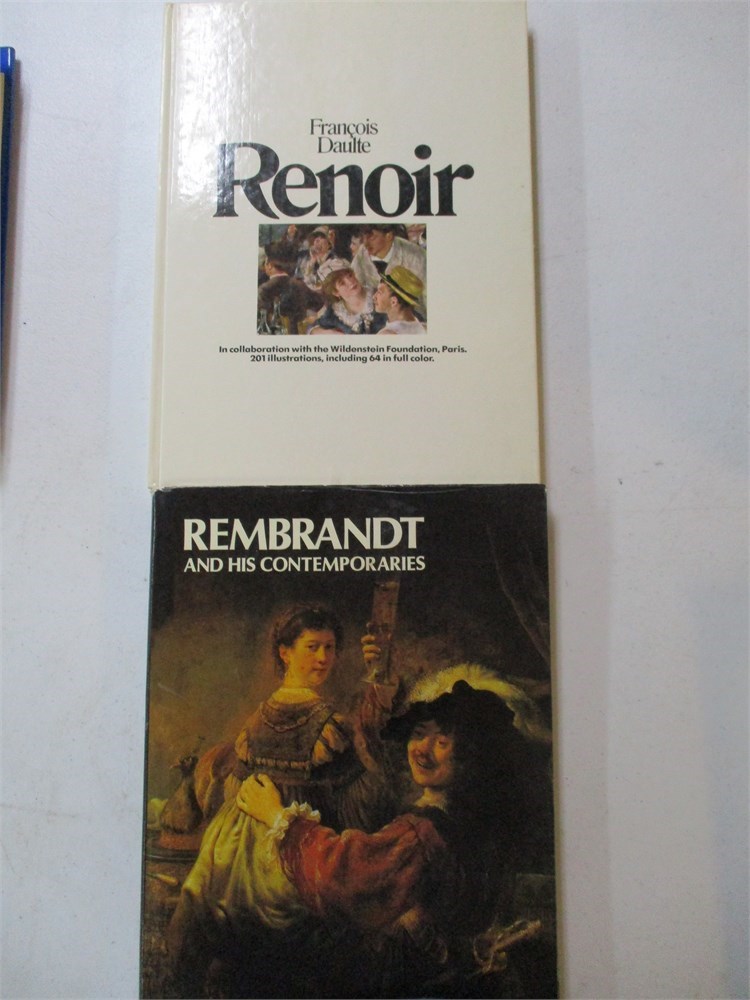 François
Daulte
Renoir
In collaboration with the Wildenstein Foundation, Paris.
201 illustrations, including 64 in full color.
REMBRANDT
AND HIS CONTEMPORARIES